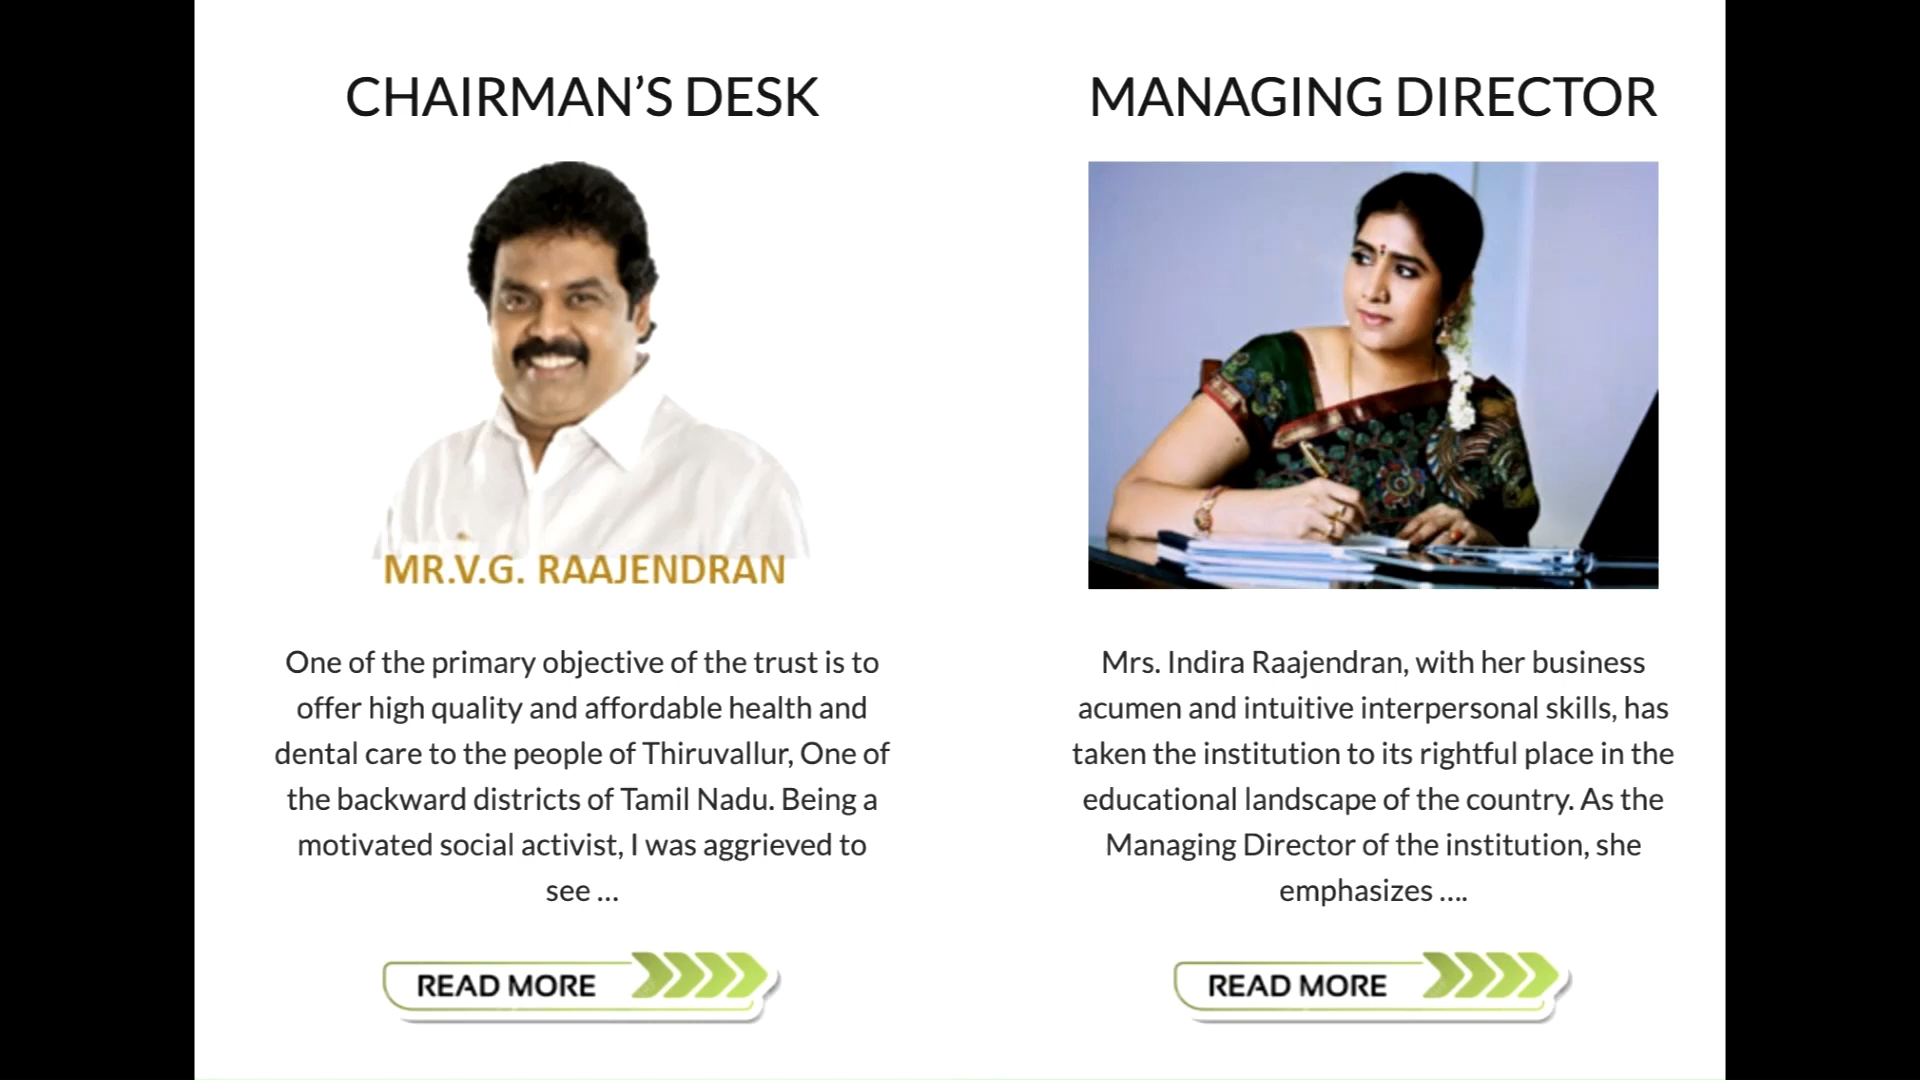 CHAIRMAN’S DESK
MR.V.G. RAAJENDRAN
One of the primary objective of the trust is to
offer high quality and affordable health and
dental care to the people of Thiruvallur, One of
the backward districts of Tamil Nadu. Being a
motivated social activist, I was aggrieved to
see ...
READ MORE
MANAGING DIRECTOR
Mrs. Indira Raajendran, with her business
acumen and intuitive interpersonal skills, has
taken the institution to its rightful place in the
educational landscape of the country. As the
Managing Director of the institution, she
emphasizes ....
READ MORE